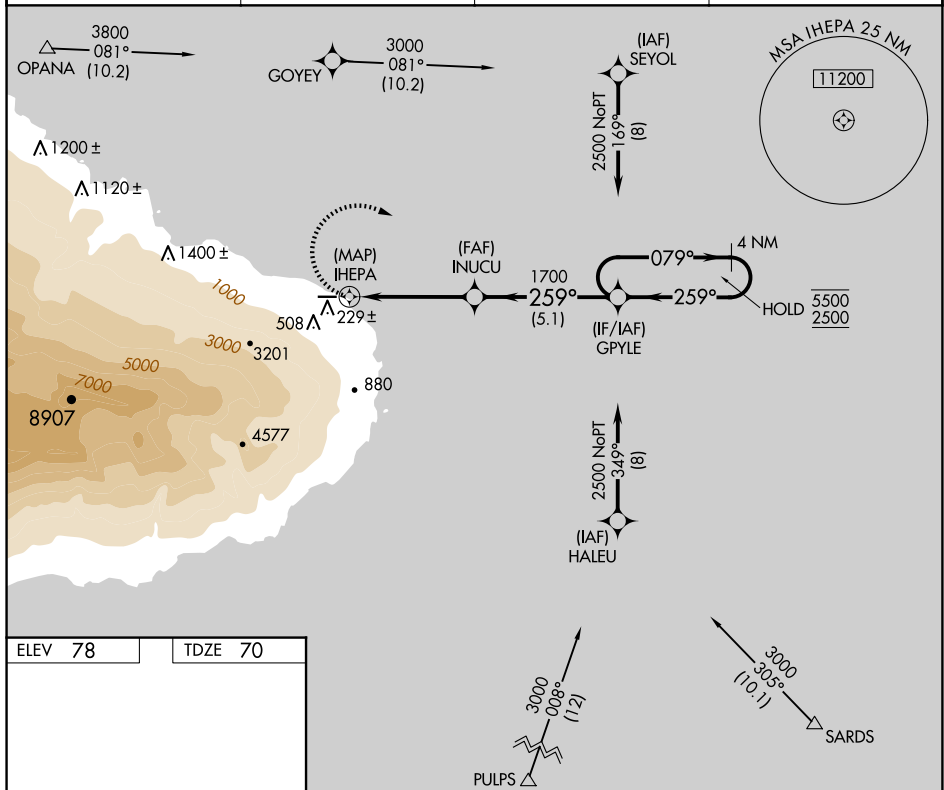 3800
081°
(10.2)
OPANA
3000
081°
(10.2)
GOYEY
(IAF)
SEYOL
2500 NoPT
169°
(8)
MSA IHEPA 25 NM
11200
1200 ±
1120 ±
1400 ±
1000
(MAP)
IHEPA
(FAF)
INUCU
1700
259°
(5.1)
079°
4 NM
259°
HOLD
5500
2500
(IF/IAF)
GPYLE
508
229 ±
3000
3201
5000
7000
8907
880
4577
2500 NoPT
349°
(8)
(IAF)
HALEU
ELEV 78
TDZE 70
3000
008°
(12)
PULPS
3000
305°
(10.1)
SARDS